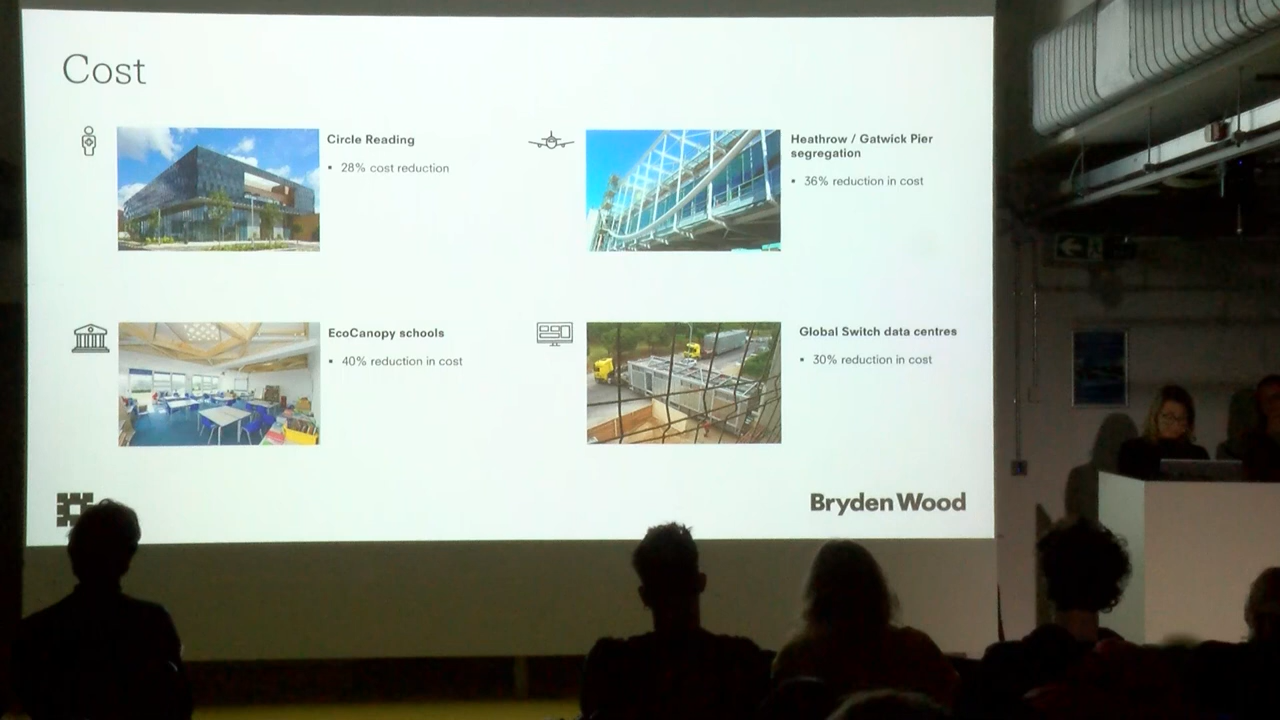 Cost
Circle Reading
▪ 28% cost reduction
Heathrow / Gatwick Pier
segregation
▪ 36% reduction in cost
EcoCanopy schools
▪ 40% reduction in cost
Global Switch data centres
▪ 30% reduction in cost
Bryden Wood